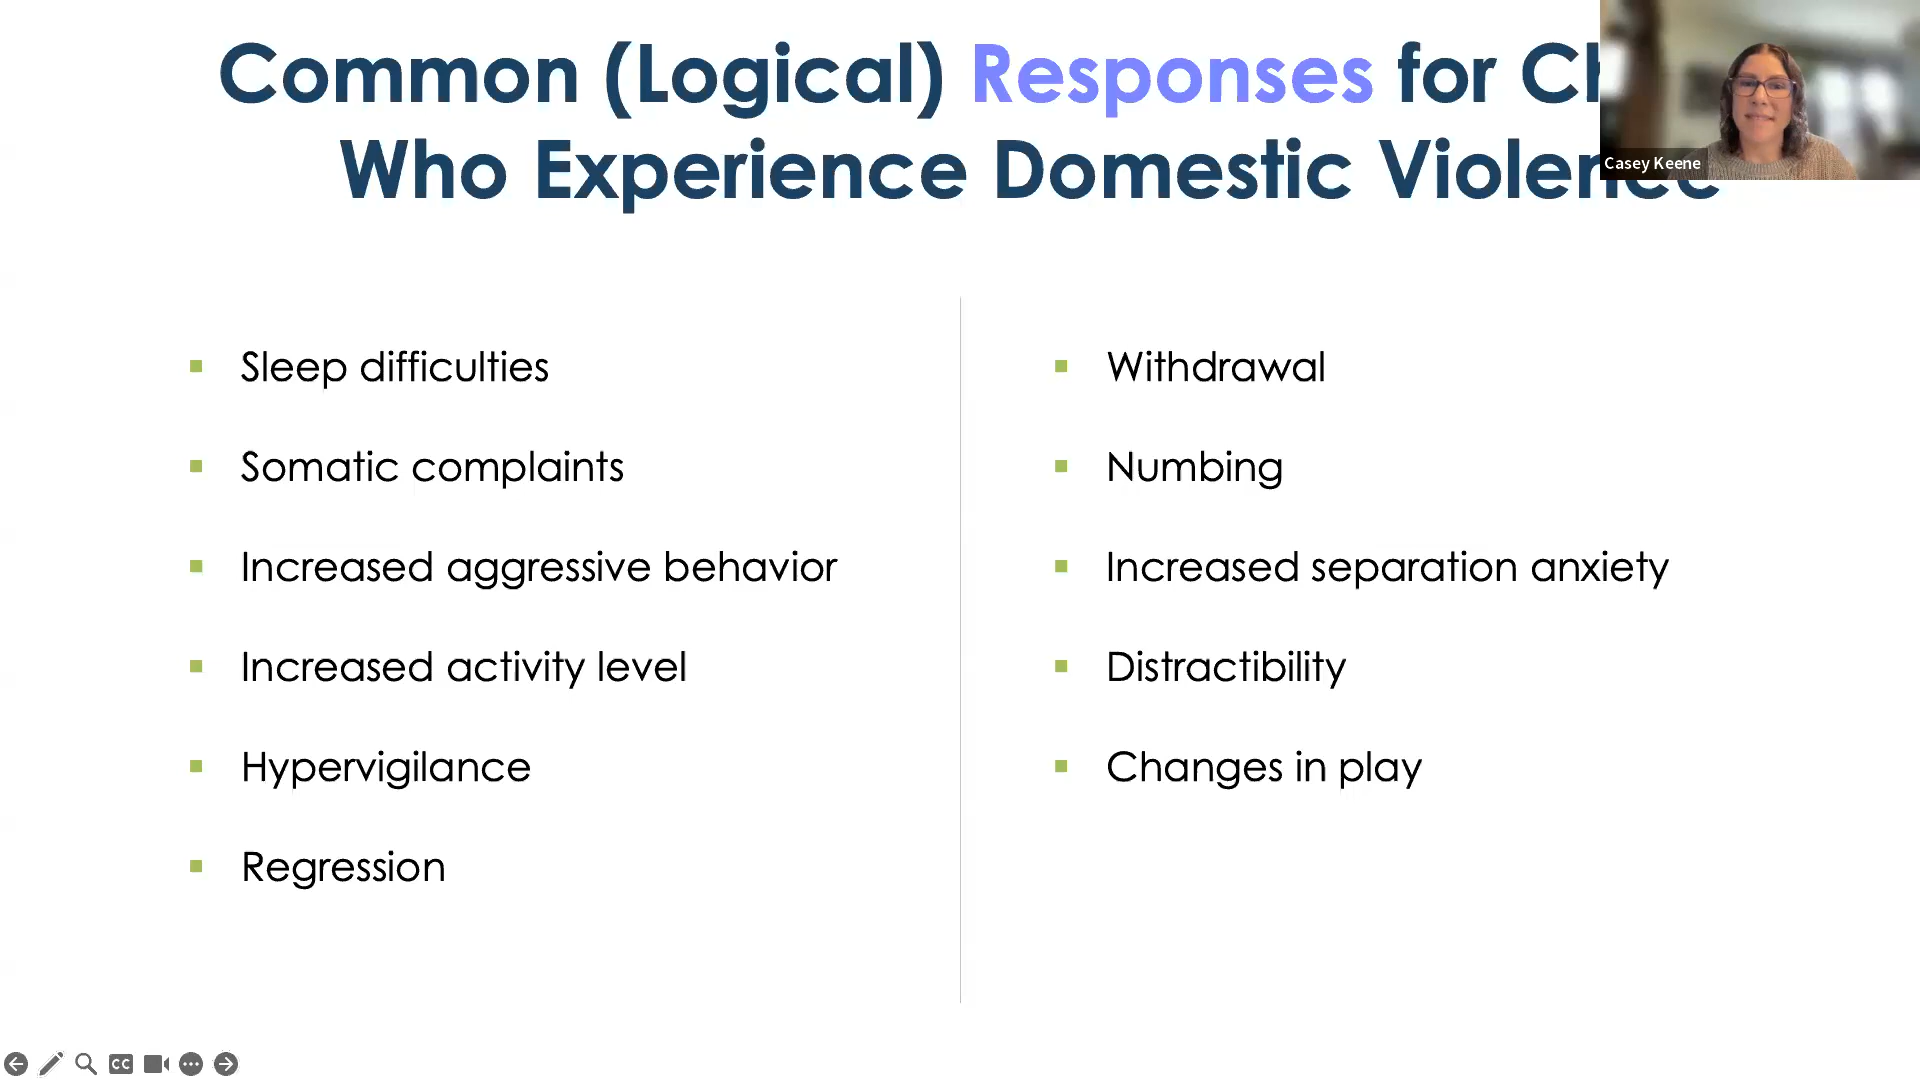 Common (Logical) Responses for Ch
Who Experience Domestic Violence
Casey Keene
Sleep difficulties
Somatic complaints
Increased aggressive behavior
Increased activity level
Hypervigilance
Regression
Withdrawal
Numbing
Increased separation anxiety
Distractibility
Changes in play
CC